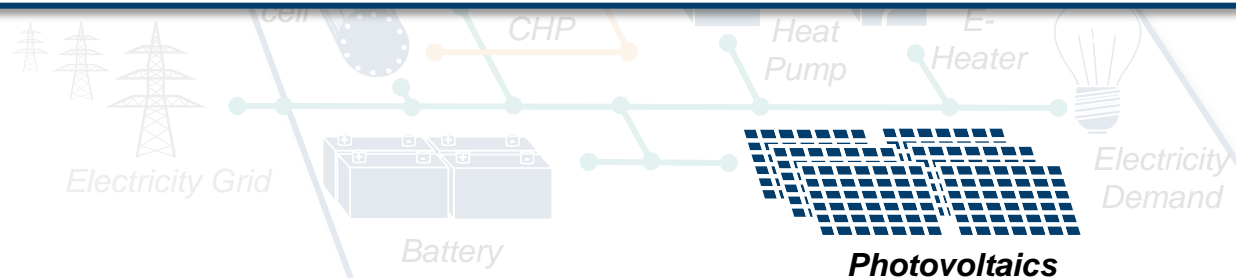 cell
CHP
Heat
Pump
E-
Heater
Electricity Grid
Battery
Photovoltaics
Electricity
Demand